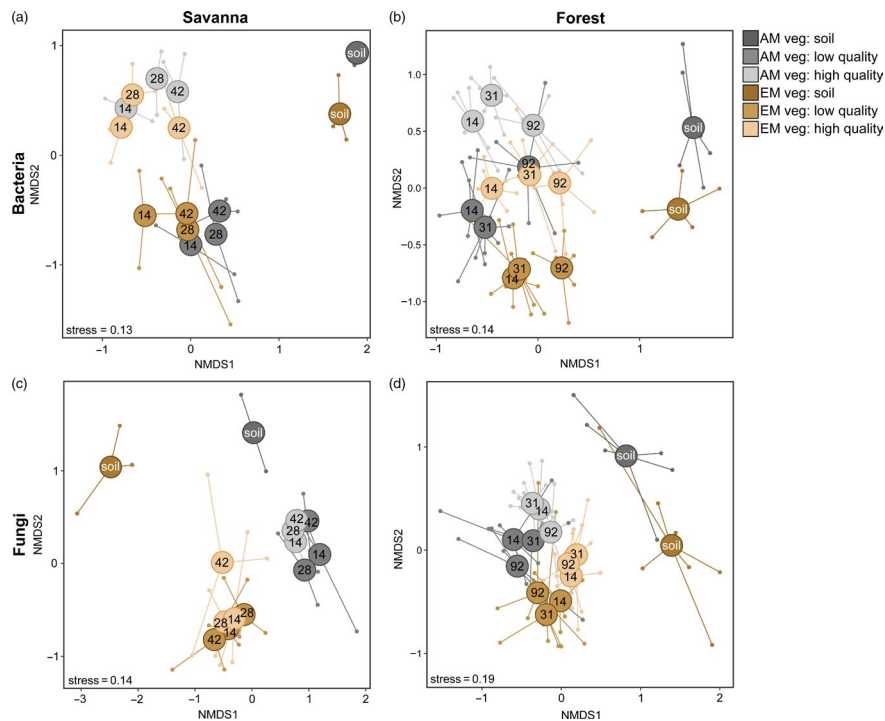 Savanna
Forest
(a)
(b)
AM veg: soil
AM veg: low quality
AM veg: high quality
EM veg: soil
EM veg: low quality
EM veg: high quality
Bacteria
NMDS2
1
0
−1
soil
soil
28
42
28
14
14
42
14
42
42
28
28
14
stress = 0.13
−1
0
1
2
NMDS1
NMDS2
1.0
0.5
0.0
−0.5
−1.0
31
14
92
soil
92
31
14
92
14
soil
31
31
14
92
stress = 0.14
−1
0
1
NMDS1
(c)
(d)
Fungi
NMDS2
1
0
−1
soil
soil
42
42
28
14
14
28
42
28
28
14
14
42
stress = 0.14
−3
−2
−1
0
1
2
NMDS1
NMDS2
1
0
−1
soil
31
14
92
14
31
soil
31
92
92
14
92
14
31
stress = 0.19
−1
0
1
2
NMDS1